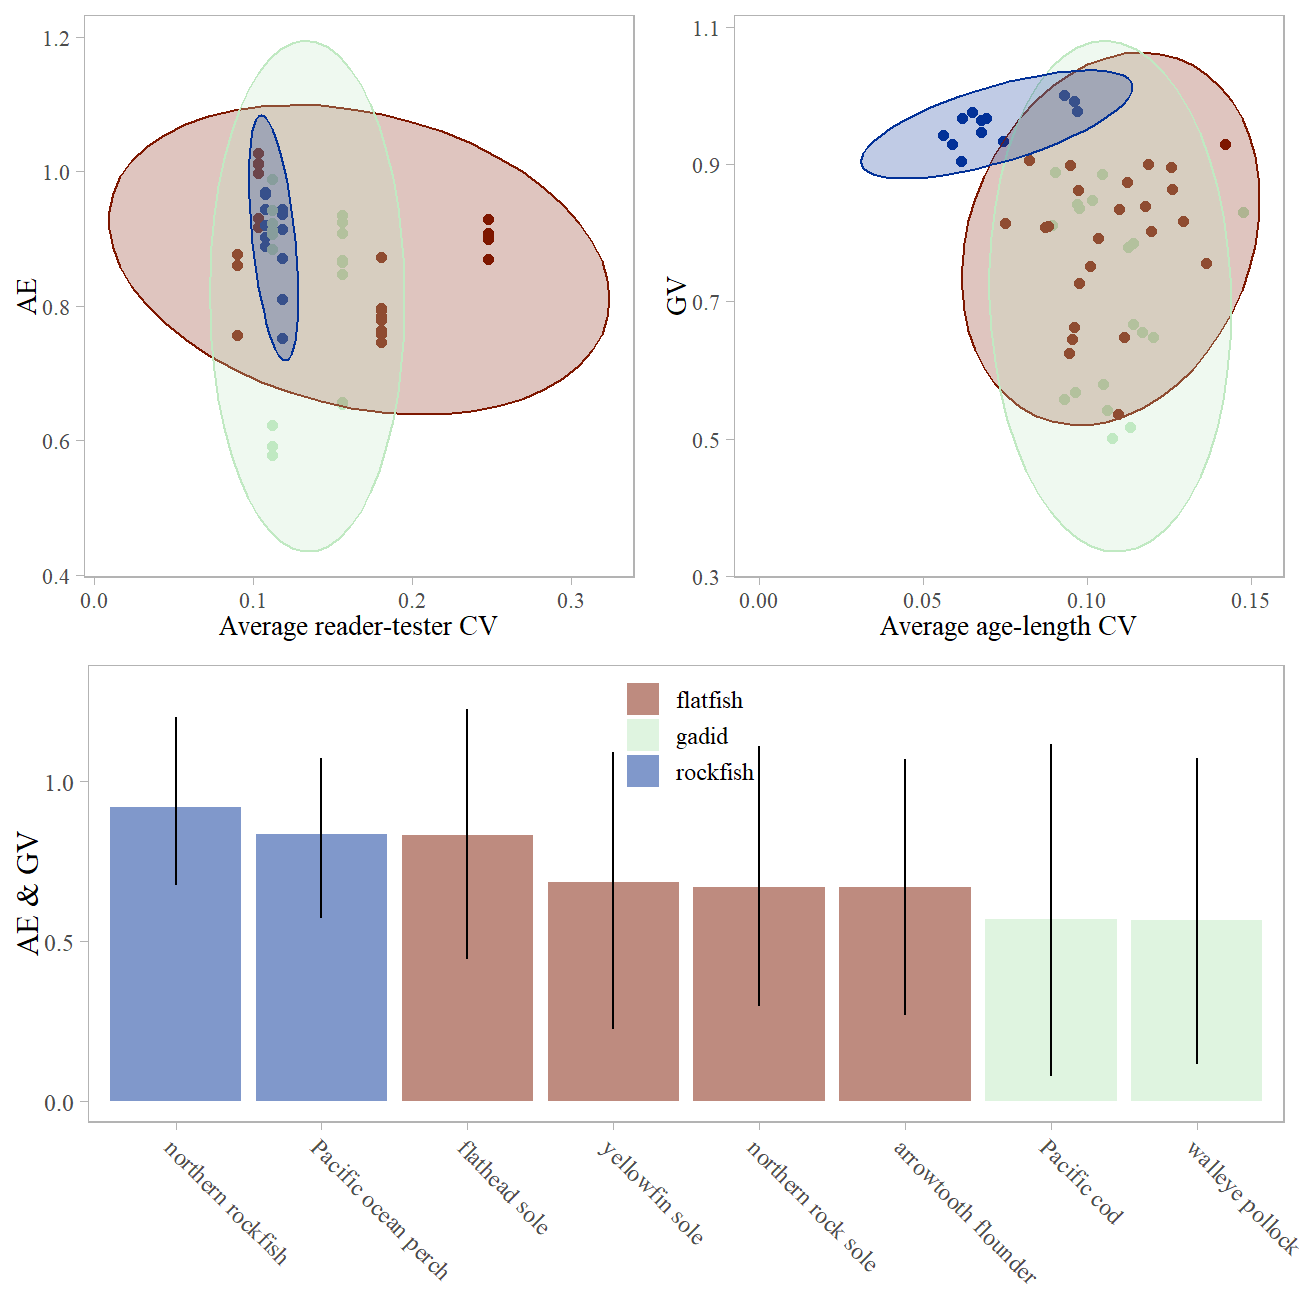 1.2
1.0
0.8
0.6
0.4
AE
0.0
0.1
0.2
0.3
Average reader-tester CV
1.1
0.9
0.7
0.5
0.3
GV
0.00
0.05
0.10
0.15
Average age-length CV
flatfish
gadid
rockfish
1.0
0.5
0.0
AE & GV
northern rockfish
Pacific ocean perch
flathead sole
yellowfin sole
northern rock sole
arrowtooth flounder
Pacific cod
walleye pollock